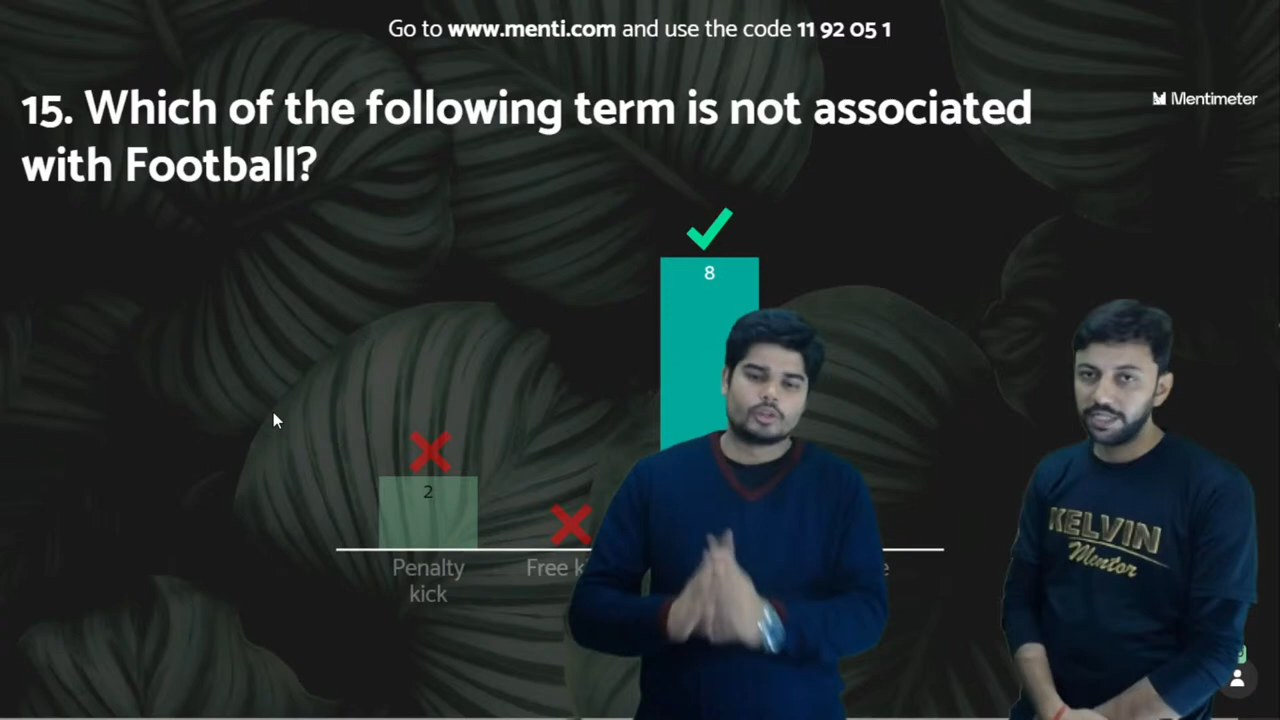 Go to www.menti.com and use the code 11 92 05 1
Mentimeter
15. Which of the following term is not associated
with Football?
8
2
Penalty
kick
Free
KELVIN
Mentor